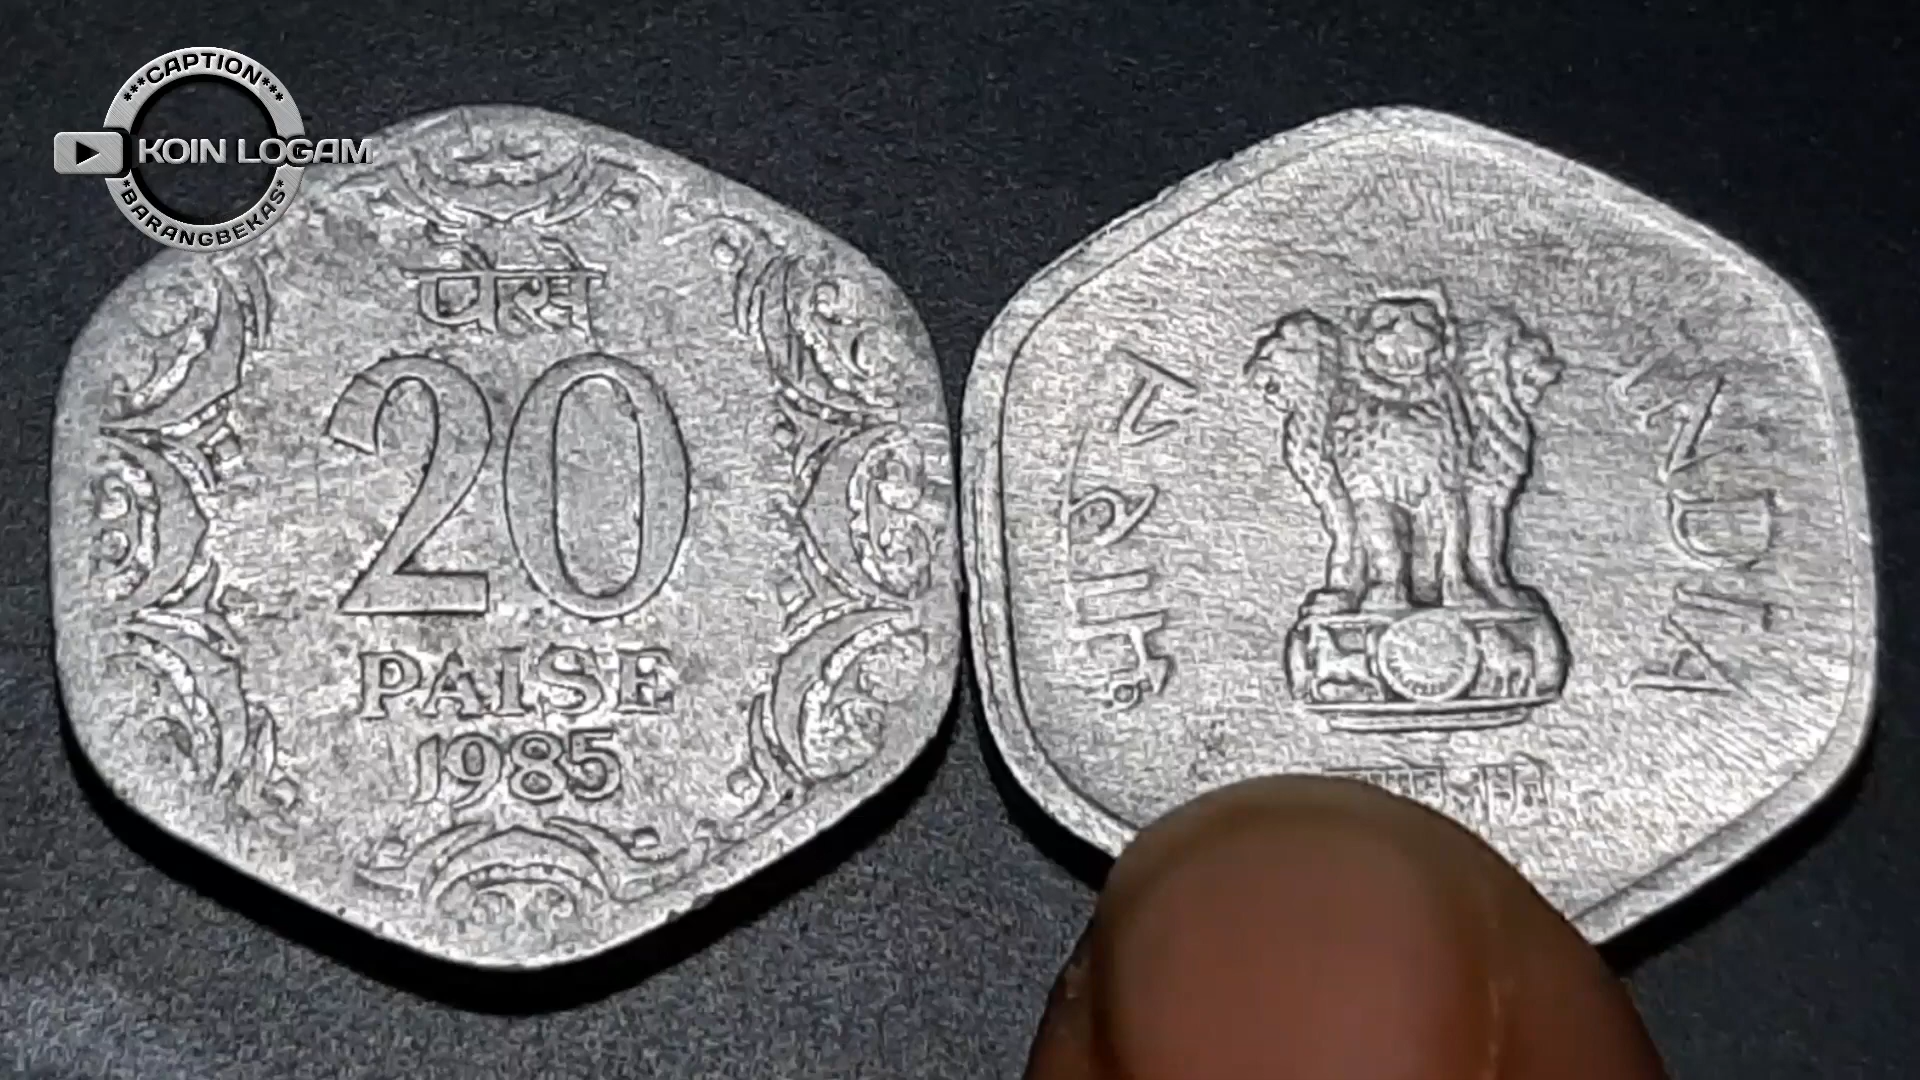 ***CAPTION***
KOIN LOGAM
*BARANGBEKAS*
पैसे
20
PAISE
1985
भारत
INDIA